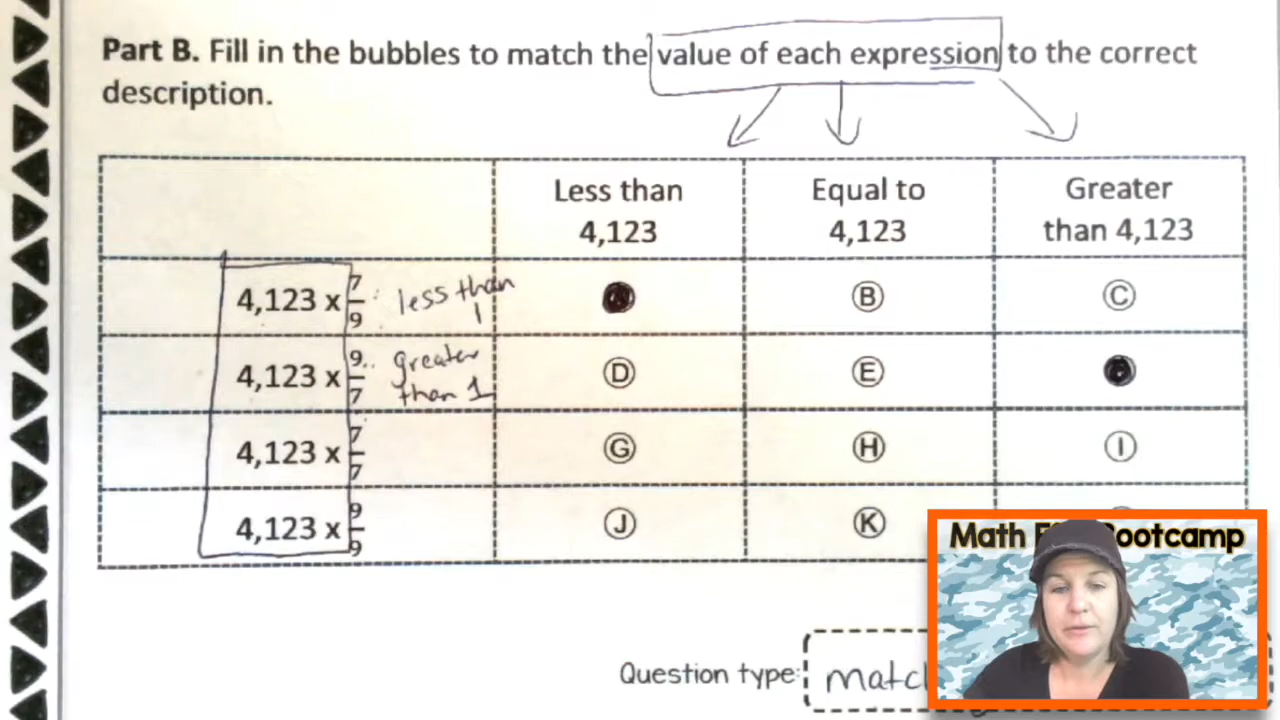 Part B. Fill in the bubbles to match the value of each expression to the correct
description.
Less than
4,123
Equal to
4,123
Greater
than 4,123
4,123 x 7/9 less than
1
A B C
4,123 x 9/7 greater
than 1
D E
4,123 x 7/7 G H I
4,123 x 9/9 J K
Math Bootcamp
Question type: